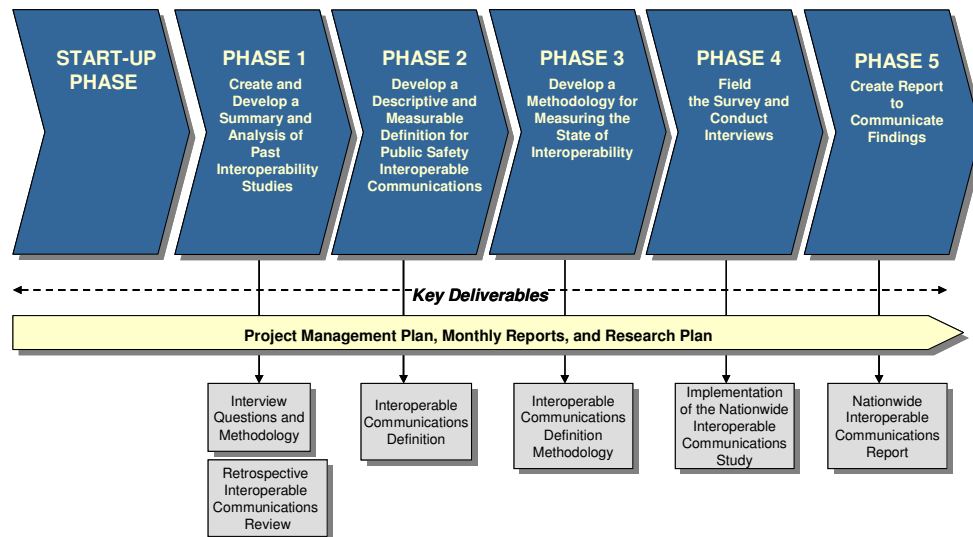 START-UP
PHASE
PHASE 1
Create and
Develop a
Summary and
Analysis of
Past
Interoperability
Studies
PHASE 2
Develop a
Descriptive and
Measurable
Definition for
Public Safety
Interoperable
Communications
PHASE 3
Develop a
Methodology for
Measuring the
State of
Interoperability
PHASE 4
Field
the Survey and
Conduct
Interviews
PHASE 5
Create Report
to
Communicate
Findings
Key Deliverables
Project Management Plan, Monthly Reports, and Research Plan
Interview
Questions and
Methodology
Retrospective
Interoperable
Communications
Review
Interoperable
Communications
Definition
Interoperable
Communications
Definition
Methodology
Implementation
of the Nationwide
Interoperable
Communications
Study
Nationwide
Interoperable
Communications
Report